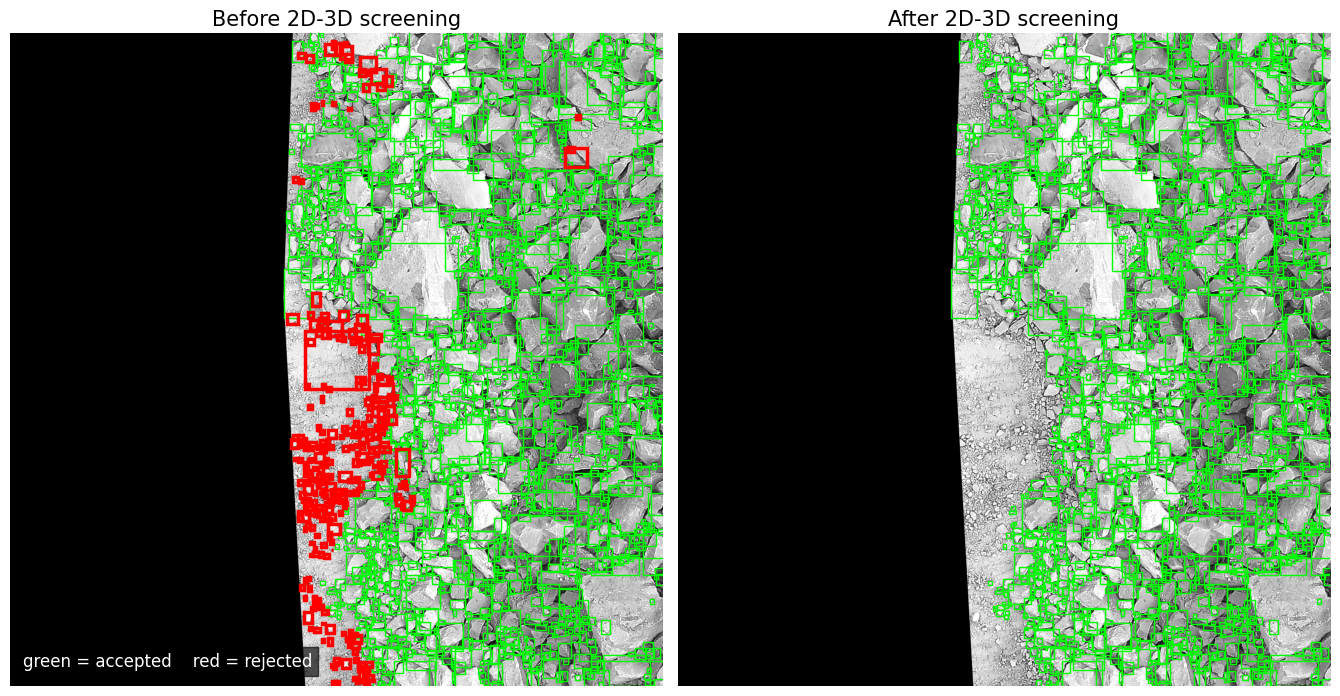 Before 2D-3D screening
After 2D-3D screening
green = accepted    red = rejected